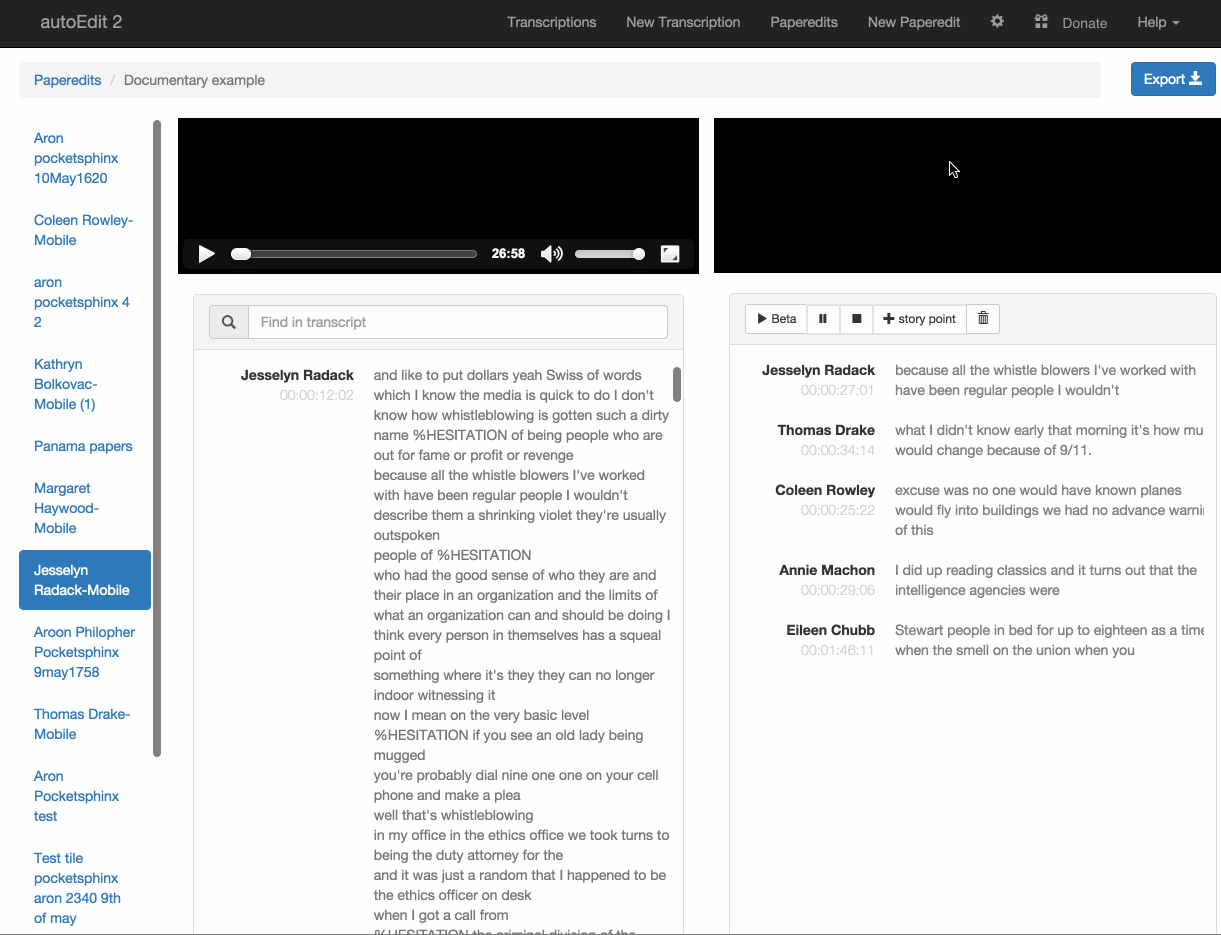 autoEdit 2
Transcriptions
New Transcription
Paperedits
New Paperedit
Donate
Help
Paperedits / Documentary example
Export
Aron
pocketsphinx
10May1620
Coleen Rowley-
Mobile
aron
pocketsphinx 4
2
Kathryn
Bolkovac-
Mobile (1)
Panama papers
Margaret
Haywood-
Mobile
Jesselyn
Radack-Mobile
Aroon Philopher
Pocketsphinx
9may1758
Thomas Drake-
Mobile
Aron
Pocketsphinx
test
Test tile
pocketsphinx
aron 2340 9th
of may
26:58
Find in transcript
Jesselyn Radack
00:00:12:02
and like to put dollars yeah Swiss of words
which I know the media is quick to do I don't
know how whistleblowing is gotten such a dirty
name %HESITATION of being people who are
out for fame or profit or revenge
because all the whistle blowers I've worked
with have been regular people I wouldn't
describe them a shrinking violet they're usually
outspoken
people of %HESITATION
who had the good sense of who they are and
their place in an organization and the limits of
what an organization can and should be doing I
think every person in themselves has a squeal
point of
something where it's they they can no longer
indoor witnessing it
now I mean on the very basic level
%HESITATION if you see an old lady being
mugged
you're probably dial nine one one on your cell
phone and make a plea
well that's whistleblowing
in my office in the ethics office we took turns to
being the duty attorney for the
and it was just a random that I happened to be
the ethics officer on desk
when I got a call from
%HESITATION the criminal division of the
Beta
story point
Jesselyn Radack
00:00:27:01
because all the whistle blowers I've worked with
have been regular people I wouldn't
Thomas Drake
00:00:34:14
what I didn't know early that morning it's how mu
would change because of 9/11.
Coleen Rowley
00:00:25:22
excuse was no one would have known planes
would fly into buildings we had no advance warni
of this
Annie Machon
00:00:29:06
I did up reading classics and it turns out that the
intelligence agencies were
Eileen Chubb
00:01:46:11
Stewart people in bed for up to eighteen as a time
when the smell on the union when you